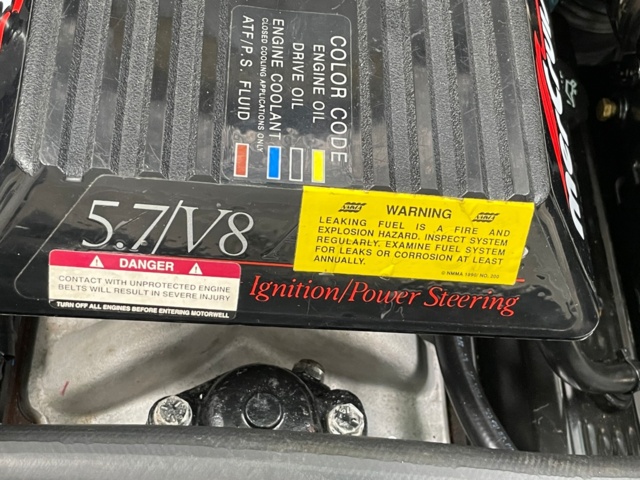 COLOR CODE
ENGINE OIL
DRIVE OIL
ENGINE COOLANT
CLOSED COOLING APPLICATIONS ONLY
ATF/P.S. FLUID
5.7/V8
WARNING
LEAKING FUEL IS A FIRE AND
EXPLOSION HAZARD. INSPECT SYSTEM
REGULARLY. EXAMINE FUEL SYSTEM
FOR LEAKS OR CORROSION AT LEAST
ANNUALLY.
DANGER
CONTACT WITH UNPROTECTED ENGINE
BELTS WILL RESULT IN SEVERE INJURY
TURN OFF ALL ENGINES BEFORE ENTERING MOTORWELL
Ignition/Power Steering